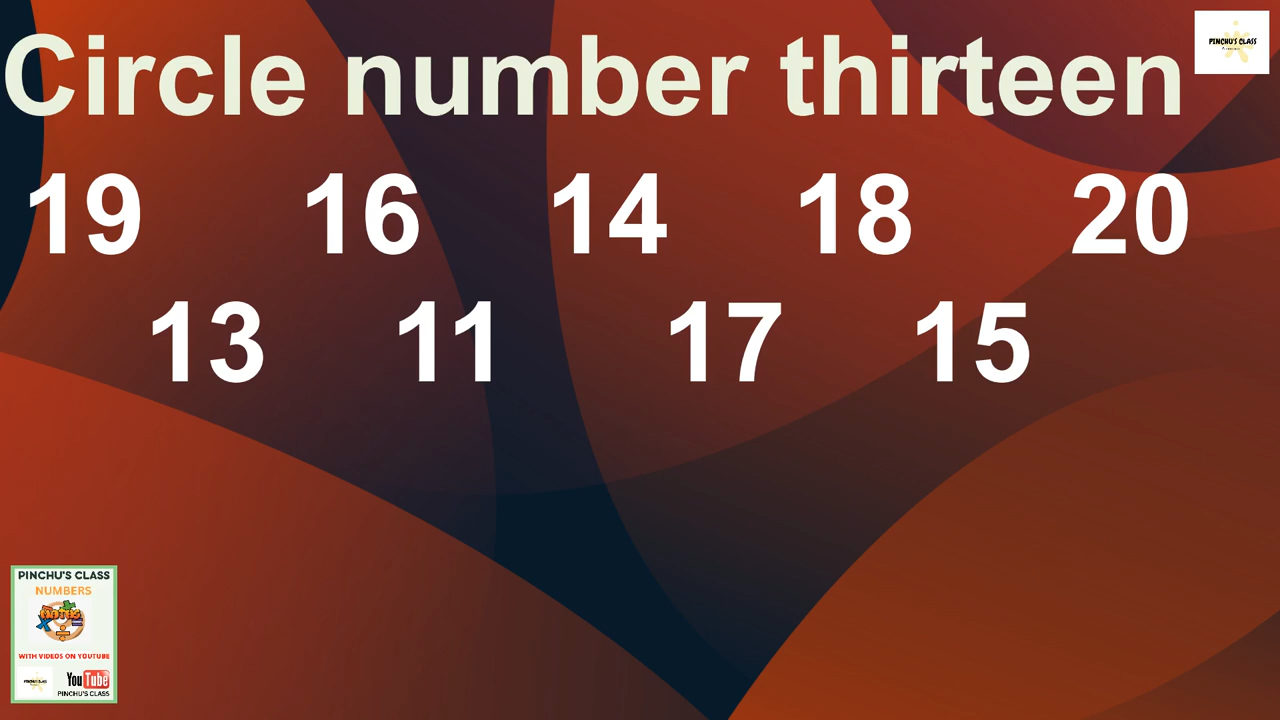 Circle number thirteen
PINCHU'S CLASS
19 16 14 18 20
13 11 17 15
PINCHU'S CLASS
NUMBERS
MATHS
WITH VIDEOS ON YOUTUBE
YouTube
PINCHU'S CLASS